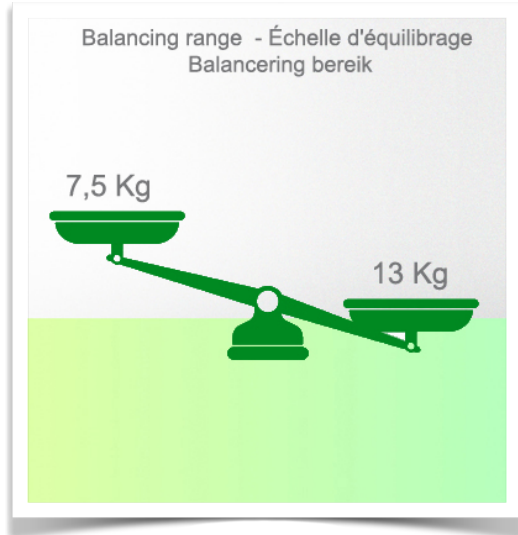 Balancing range - Échelle d'équilibrage
Balancering bereik
7,5 Kg
13 Kg